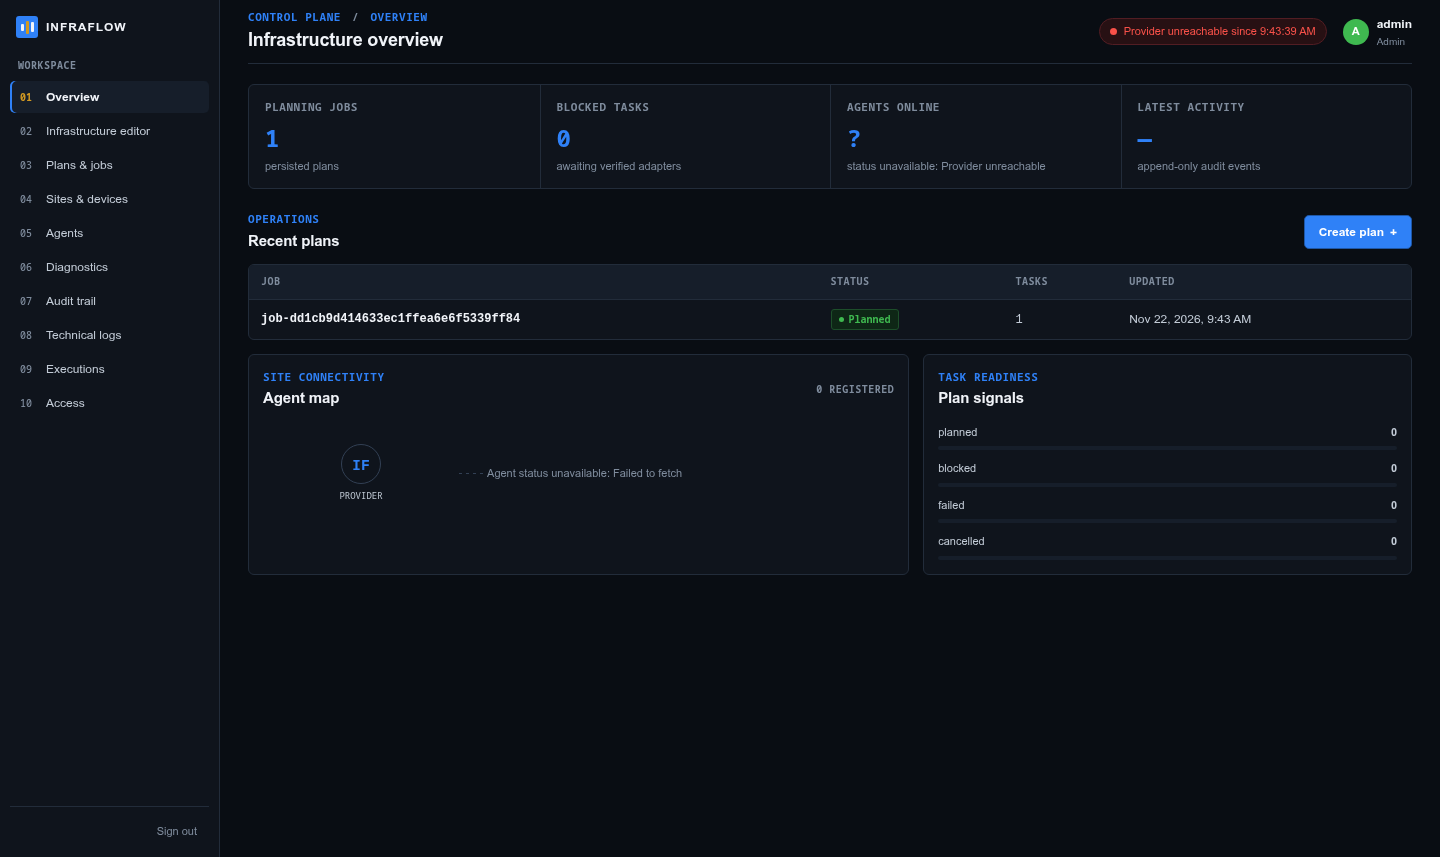 INFRAFLOW
WORKSPACE
01 Overview
02 Infrastructure editor
03 Plans & jobs
04 Sites & devices
05 Agents
06 Diagnostics
07 Audit trail
08 Technical logs
09 Executions
10 Access
Sign out
CONTROL PLANE / OVERVIEW
Infrastructure overview
Provider unreachable since 9:43:39 AM
A
admin
Admin
PLANNING JOBS
1
persisted plans
BLOCKED TASKS
0
awaiting verified adapters
AGENTS ONLINE
?
status unavailable: Provider unreachable
LATEST ACTIVITY
—
append-only audit events
OPERATIONS
Recent plans
Create plan +
JOB STATUS TASKS UPDATED
job-dd1cb9d414633ec1ffea6e6f5339ff84 Planned 1 Nov 22, 2026, 9:43 AM
SITE CONNECTIVITY
Agent map
0 REGISTERED
IF
PROVIDER
---- Agent status unavailable: Failed to fetch
TASK READINESS
Plan signals
planned 0
blocked 0
failed 0
cancelled 0